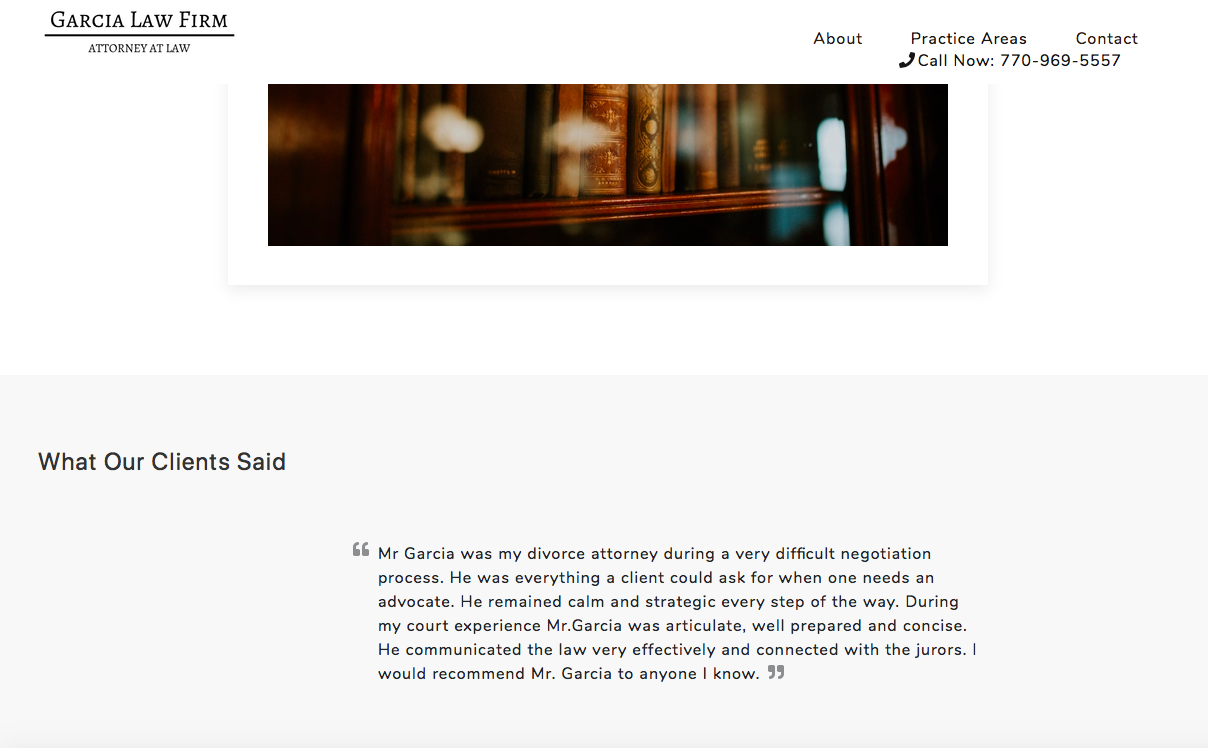 Garcia Law Firm
ATTORNEY AT LAW
About
Practice Areas
Contact
Call Now: 770-969-5557
What Our Clients Said
“ Mr Garcia was my divorce attorney during a very difficult negotiation
process. He was everything a client could ask for when one needs an
advocate. He remained calm and strategic every step of the way. During
my court experience Mr.Garcia was articulate, well prepared and concise.
He communicated the law very effectively and connected with the jurors. I
would recommend Mr. Garcia to anyone I know. ”